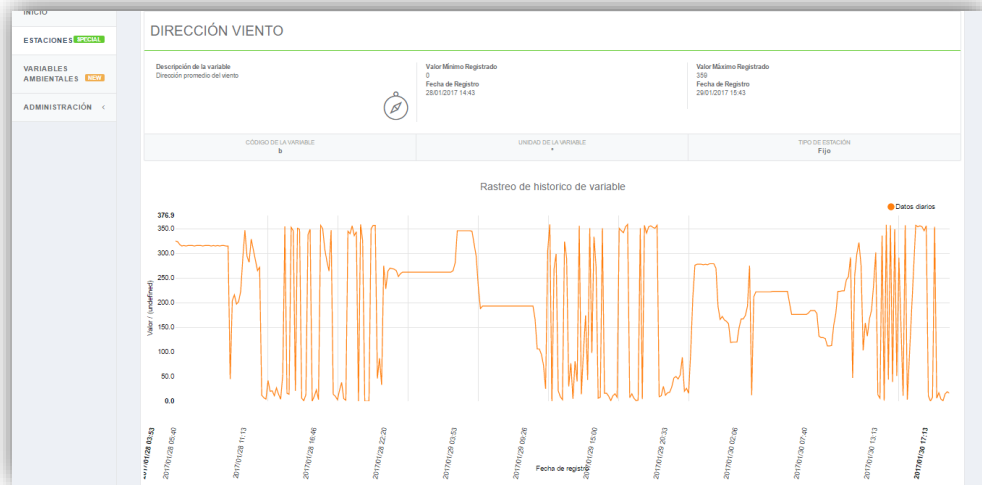 INICIO
ESTACIONES SPECIAL
VARIABLES
AMBIENTALES NEW
ADMINISTRACIÓN <
DIRECCIÓN VIENTO
Descripción de la variable
Dirección promedio del viento
Valor Mínimo Registrado
0
Fecha de Registro
28/01/2017 14:43
Valor Máximo Registrado
359
Fecha de Registro
29/01/2017 15:43
CÓDIGO DE LA VARIABLE
b
UNIDAD DE LA VARIABLE
°
TIPO DE ESTACIÓN
Fijo
Rastreo de historico de variable
Datos diarios
376.9
350.0
300.0
250.0
200.0
150.0
100.0
50.0
0.0
Valor / (undefined)
2017/01/28 03:53
2017/01/28 05:40
2017/01/28 11:13
2017/01/28 16:46
2017/01/28 22:20
2017/01/29 03:53
2017/01/29 09:26
2017/01/29 15:00
2017/01/29 20:33
2017/01/30 02:06
2017/01/30 07:40
2017/01/30 13:13
2017/01/30 17:13
Fecha de registro